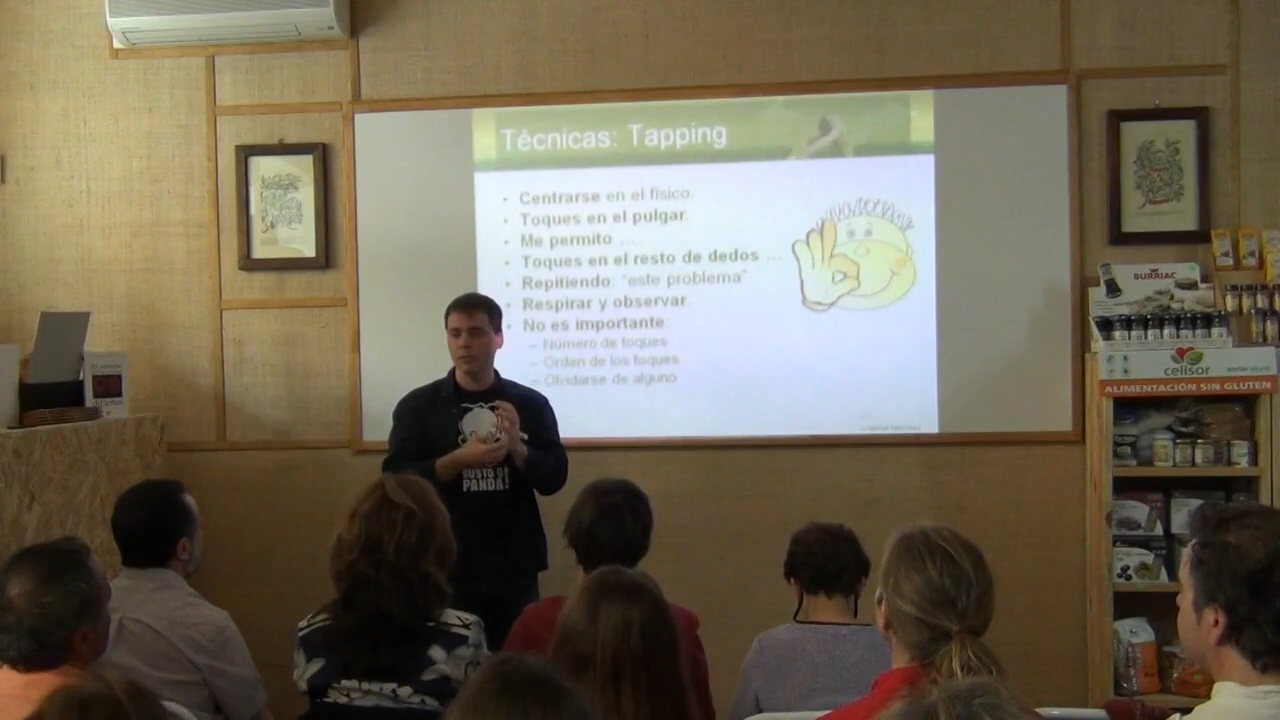 Técnicas: Tapping
• Centrarse en el físico.
• Toques en el pulgar.
• Me permito …
• Toques en el resto de dedos …
• Repitiendo: “este problema”
• Respirar y observar.
• No es importante:
– Número de toques
– Orden de los toques
– Olvidarse de alguno
PANDA!
BURRIAC
celisor
ALIMENTACIÓN SIN GLUTEN